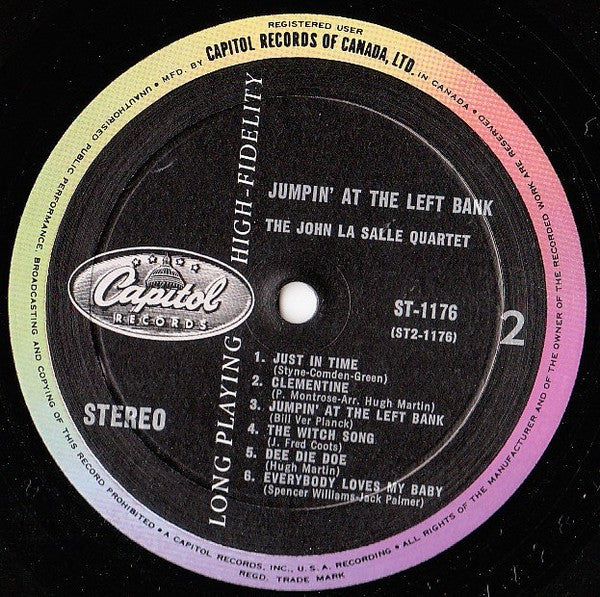 REGISTERED USER
MFD. BY CAPITOL RECORDS OF CANADA, LTD. IN CANADA • ALL RIGHTS OF THE MANUFACTURER AND OF THE OWNER OF THE RECORDED WORK ARE RESERVED
UNAUTHORISED PUBLIC PERFORMANCE, BROADCASTING AND COPYING OF THIS RECORD PROHIBITED •
A CAPITOL RECORDS, INC., U.S.A. RECORDING •
REGD. TRADE MARK
LONG PLAYING HIGH-FIDELITY
JUMPIN' AT THE LEFT BANK
THE JOHN LA SALLE QUARTET
Capitol
RECORDS
ST-1176
(ST2-1176)
2
STEREO
1. JUST IN TIME
(Styne-Comden-Green)
2. CLEMENTINE
(P. Montrose-Arr. Hugh Martin)
3. JUMPIN' AT THE LEFT BANK
(Bill Ver Planck)
4. THE WITCH SONG
(J. Fred Coots)
5. DEE DIE DOE
(Hugh Martin)
6. EVERYBODY LOVES MY BABY
(Spencer Williams-Jack Palmer)